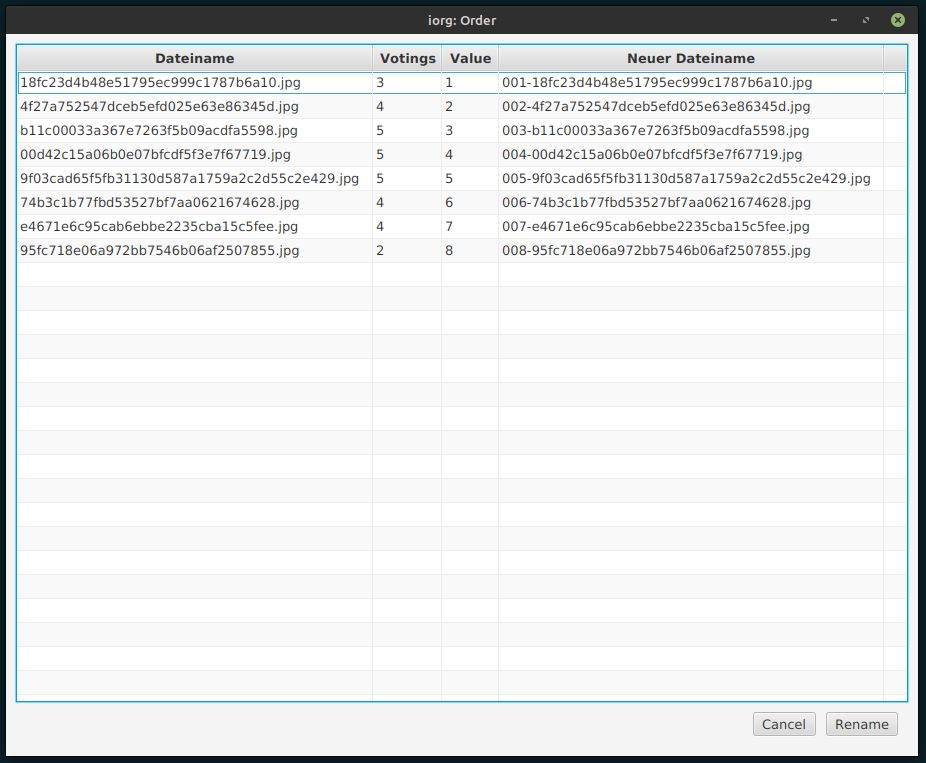 iorg: Order
Dateiname Votings Value Neuer Dateiname
18fc23d4b48e51795ec999c1787b6a10.jpg 3 1 001-18fc23d4b48e51795ec999c1787b6a10.jpg
4f27a752547dceb5efd025e63e86345d.jpg 4 2 002-4f27a752547dceb5efd025e63e86345d.jpg
b11c00033a367e7263f5b09acdfa5598.jpg 5 3 003-b11c00033a367e7263f5b09acdfa5598.jpg
00d42c15a06b0e07bfcdf5f3e7f67719.jpg 5 4 004-00d42c15a06b0e07bfcdf5f3e7f67719.jpg
9f03cad65f5fb31130d587a1759a2c2d55c2e429.jpg 5 5 005-9f03cad65f5fb31130d587a1759a2c2d55c2e429.jpg
74b3c1b77fbd53527bf7aa0621674628.jpg 4 6 006-74b3c1b77fbd53527bf7aa0621674628.jpg
e4671e6c95cab6ebbe2235cba15c5fee.jpg 4 7 007-e4671e6c95cab6ebbe2235cba15c5fee.jpg
95fc718e06a972bb7546b06af2507855.jpg 2 8 008-95fc718e06a972bb7546b06af2507855.jpg
Cancel Rename